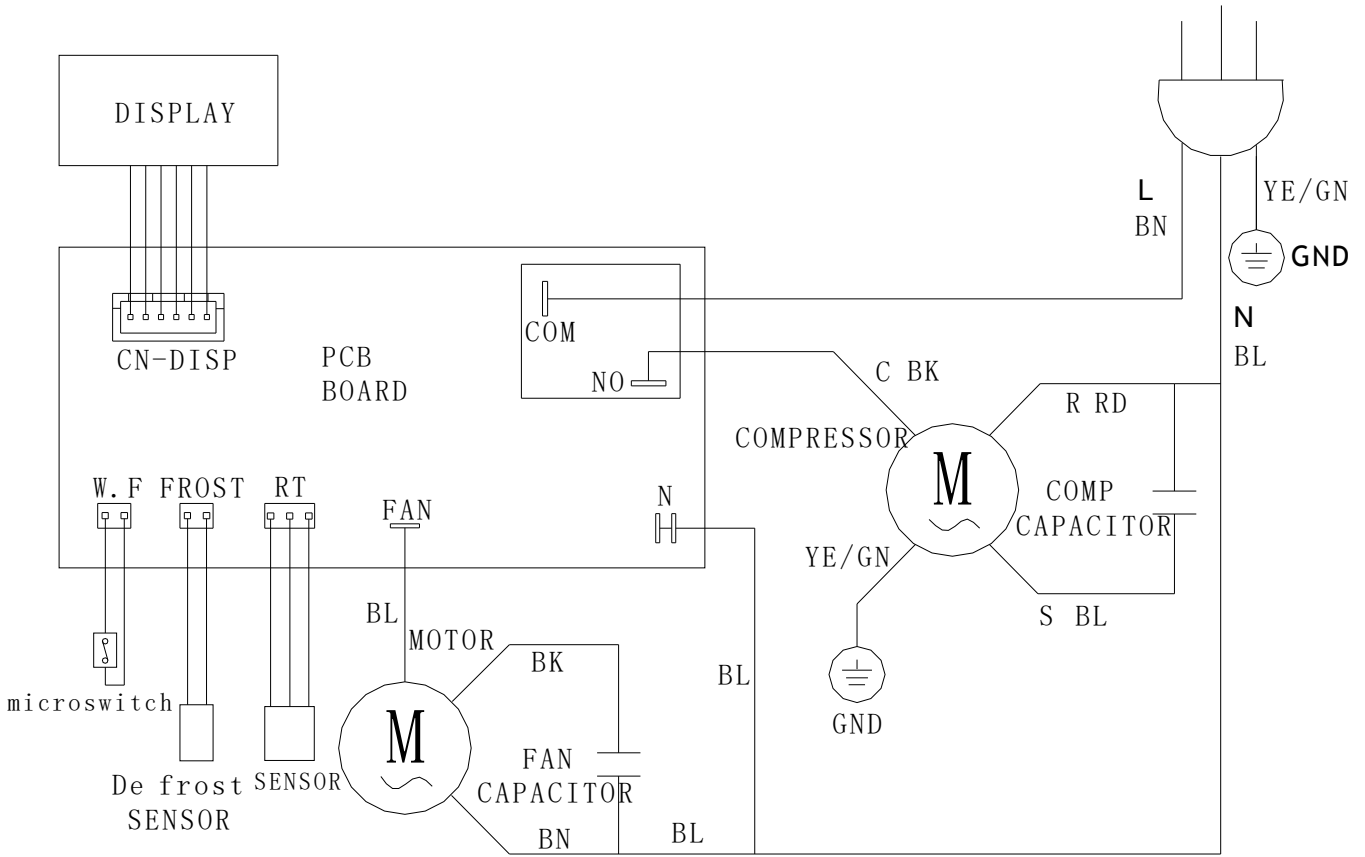 DISPLAY
L
BN
YE/GN
GND
N
BL
COM
NO
CN-DISP
PCB
BOARD
C BK
R RD
COMPRESSOR
M
COMP
CAPACITOR
YE/GN
S BL
GND
W.F FROST RT
FAN
N
BL
MOTOR
BK
BL
microswitch
M
FAN
CAPACITOR
De frost
SENSOR
SENSOR
BN
BL